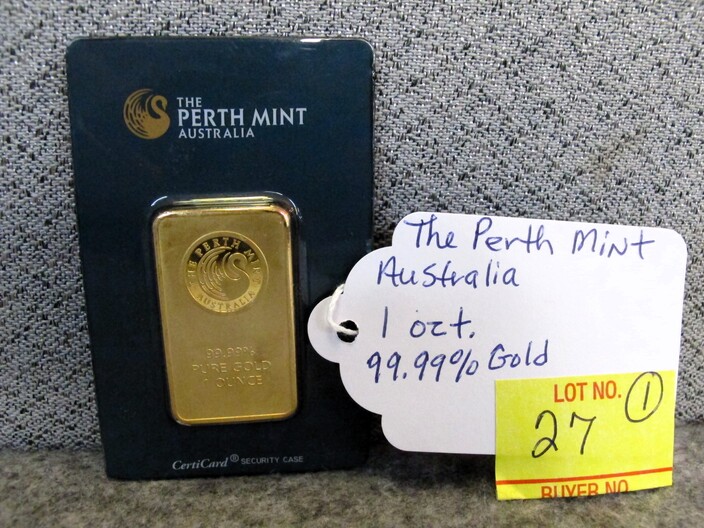 THE
PERTH MINT
AUSTRALIA
THE PERTH MINT
AUSTRALIA
99.99%
PURE GOLD
1 OUNCE
CertiCard® SECURITY CASE
The Perth Mint
Australia
1 ozt.
99.99% Gold
LOT NO. 1
27
BUYER NO.